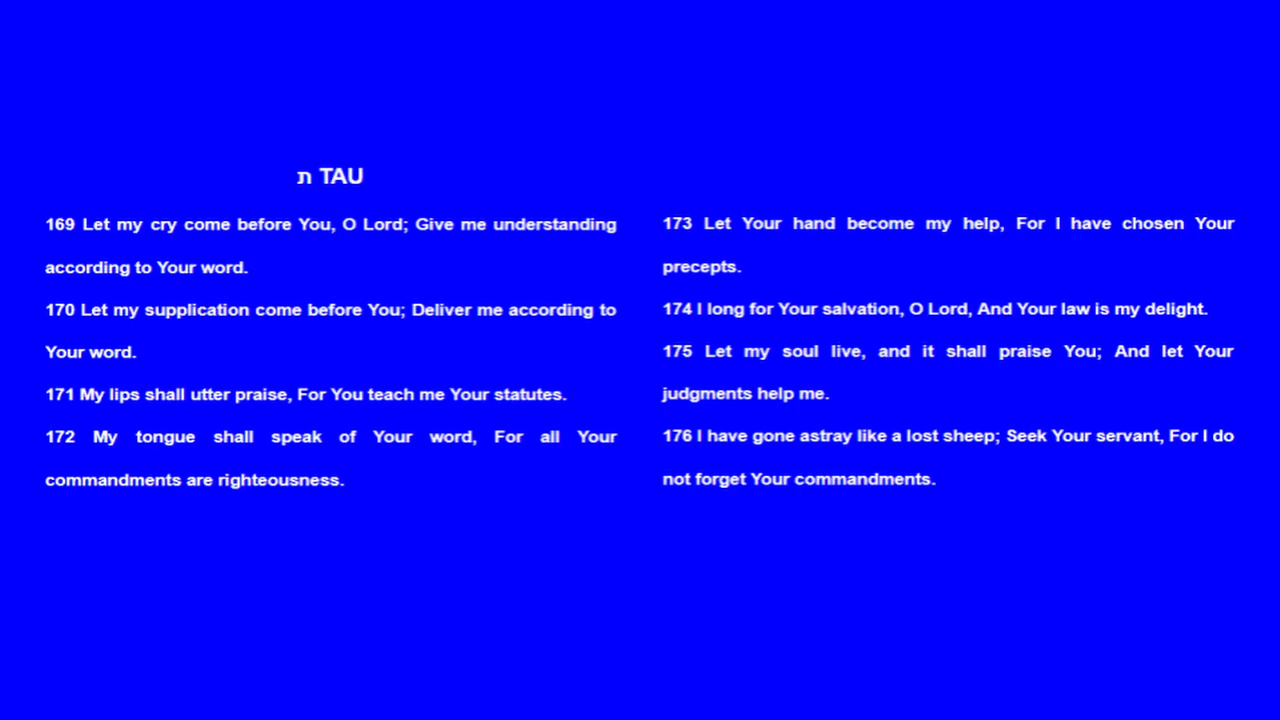 ת TAU
169 Let my cry come before You, O Lord; Give me understanding
according to Your word.
170 Let my supplication come before You; Deliver me according to
Your word.
171 My lips shall utter praise, For You teach me Your statutes.
172 My tongue shall speak of Your word, For all Your
commandments are righteousness.
173 Let Your hand become my help, For I have chosen Your
precepts.
174 I long for Your salvation, O Lord, And Your law is my delight.
175 Let my soul live, and it shall praise You; And let Your
judgments help me.
176 I have gone astray like a lost sheep; Seek Your servant, For I do
not forget Your commandments.